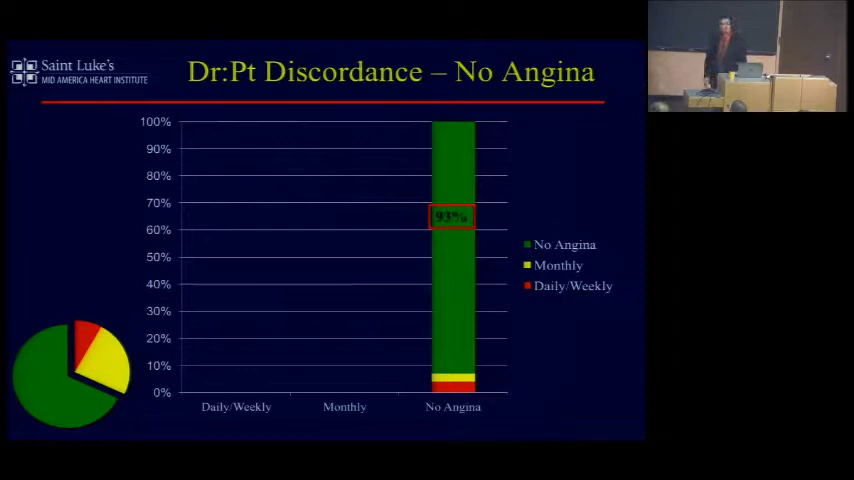 Saint Luke's
MID AMERICA HEART INSTITUTE
Dr:Pt Discordance – No Angina
100%
90%
80%
70%
60%
50%
40%
30%
20%
10%
0%
93%
Daily/Weekly
Monthly
No Angina
No Angina
Monthly
Daily/Weekly